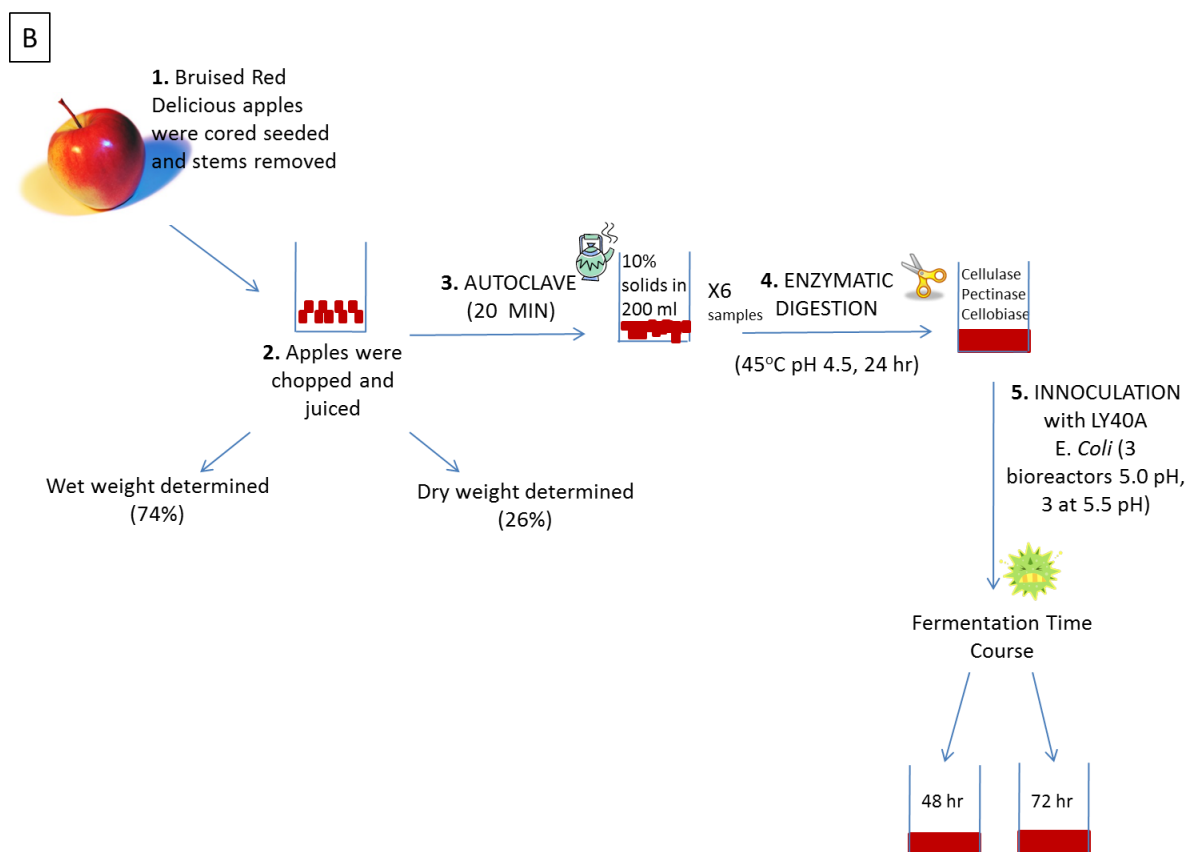 B
1. Bruised Red
Delicious apples
were cored seeded
and stems removed
2. Apples were
chopped and
juiced
Wet weight determined
(74%)
Dry weight determined
(26%)
3. AUTOCLAVE
(20  MIN)
10%
solids in
200 ml
X6
samples
4. ENZYMATIC
DIGESTION
(45°C pH 4.5, 24 hr)
Cellulase
Pectinase
Cellobiase
5. INNOCULATION
with LY40A
E. Coli (3
bioreactors 5.0 pH,
3 at 5.5 pH)
Fermentation Time
Course
48 hr
72 hr